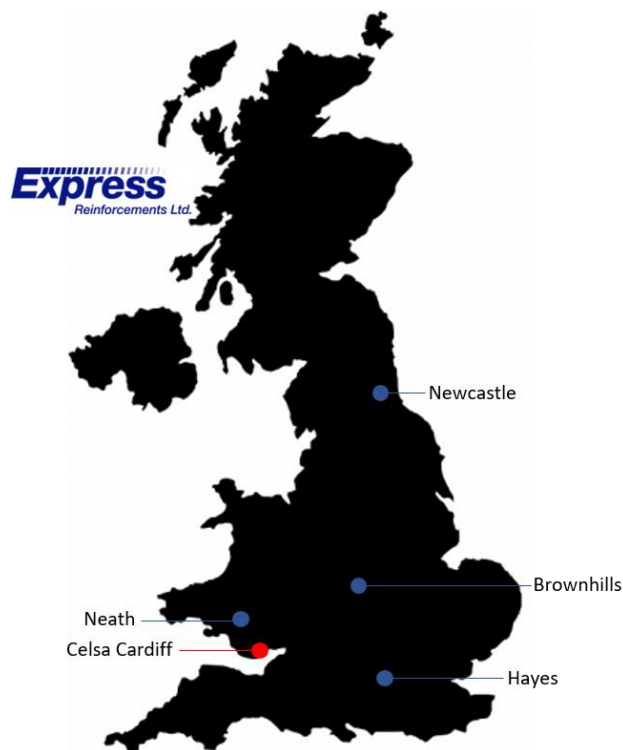 Express
Reinforcements Ltd.
Newcastle
Brownhills
Neath
Celsa Cardiff
Hayes